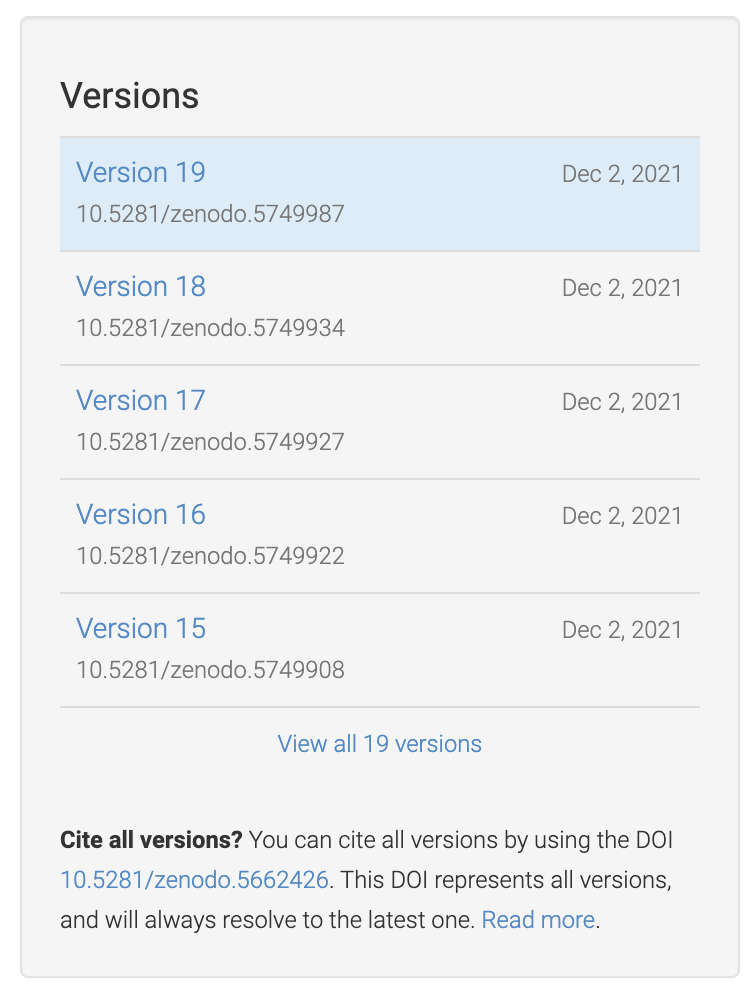 Versions
Version 19 Dec 2, 2021
10.5281/zenodo.5749987
Version 18 Dec 2, 2021
10.5281/zenodo.5749934
Version 17 Dec 2, 2021
10.5281/zenodo.5749927
Version 16 Dec 2, 2021
10.5281/zenodo.5749922
Version 15 Dec 2, 2021
10.5281/zenodo.5749908
View all 19 versions
Cite all versions? You can cite all versions by using the DOI
10.5281/zenodo.5662426. This DOI represents all versions,
and will always resolve to the latest one. Read more.